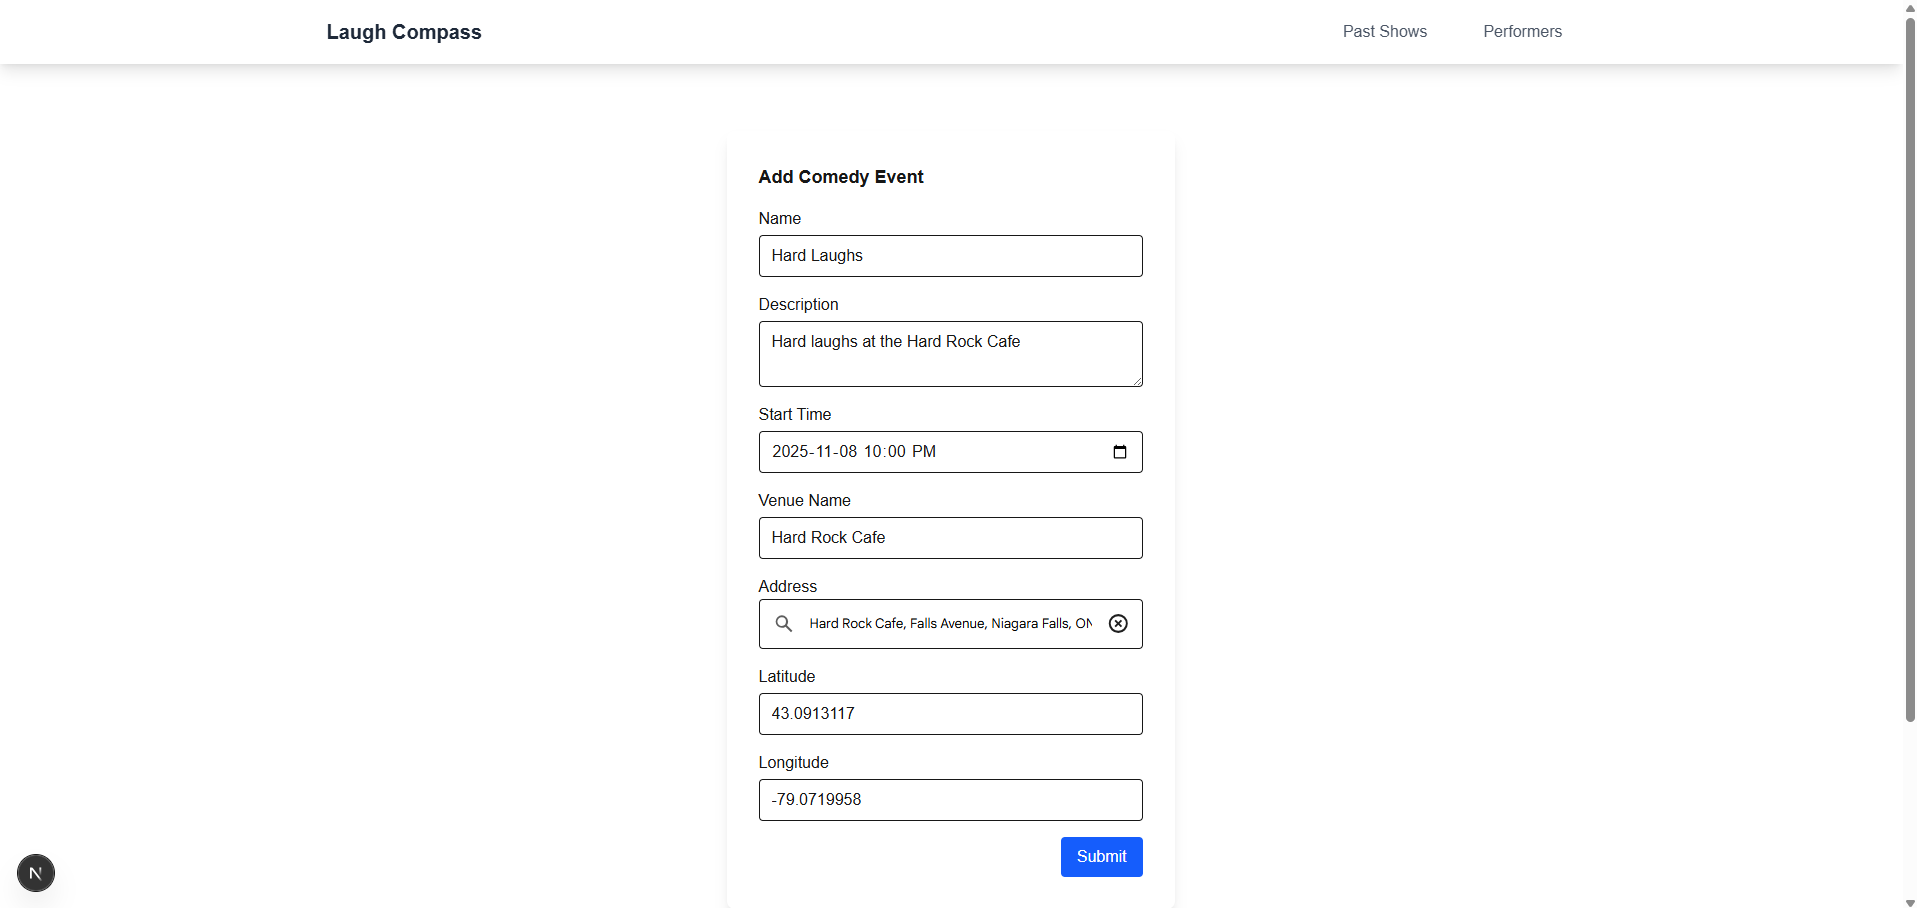 Laugh Compass
Past Shows
Performers
Add Comedy Event
Name
Hard Laughs
Description
Hard laughs at the Hard Rock Cafe
Start Time
2025-11-08 10:00 PM
Venue Name
Hard Rock Cafe
Address
Hard Rock Cafe, Falls Avenue, Niagara Falls, ON
Latitude
43.0913117
Longitude
-79.0719958
Submit
N